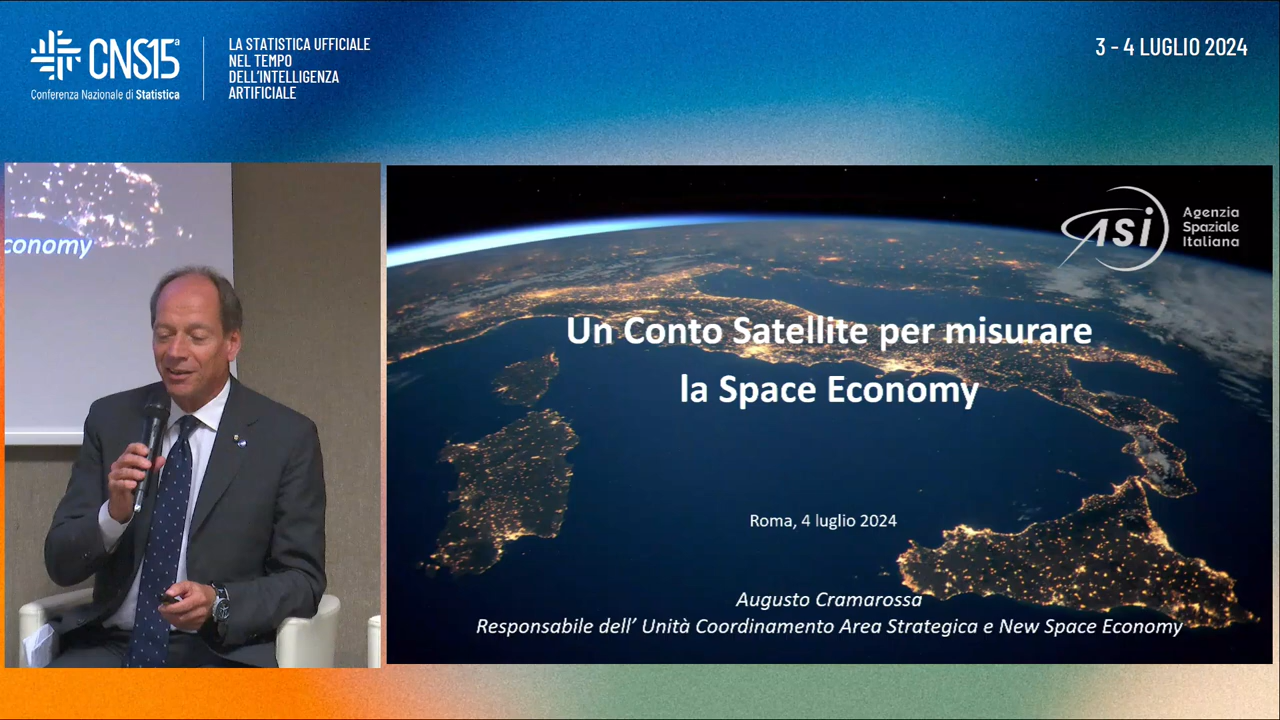 CNS15ª
Conferenza Nazionale di Statistica
LA STATISTICA UFFICIALE
NEL TEMPO
DELL'INTELLIGENZA
ARTIFICIALE
3 - 4 LUGLIO 2024
conomy
ASI
Agenzia
Spaziale
Italiana
Un Conto Satellite per misurare
la Space Economy
Roma, 4 luglio 2024
Augusto Cramarossa
Responsabile dell' Unità Coordinamento Area Strategica e New Space Economy